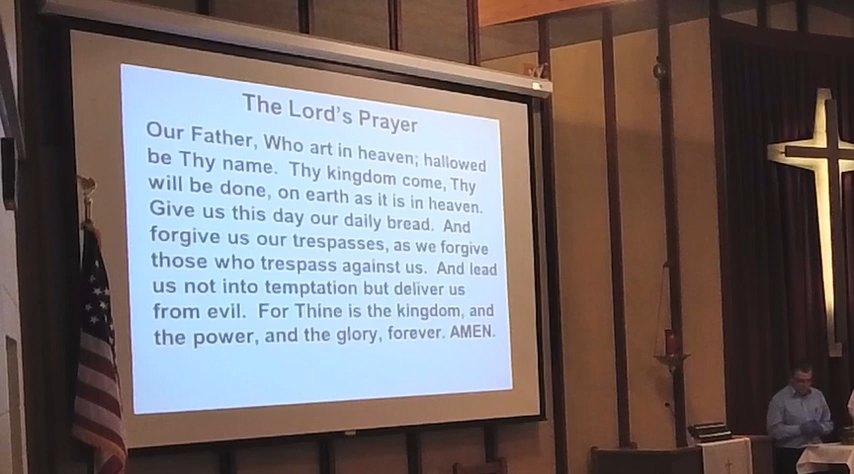 The Lord's Prayer
Our Father, Who art in heaven; hallowed
be Thy name. Thy kingdom come, Thy
will be done, on earth as it is in heaven.
Give us this day our daily bread. And
forgive us our trespasses, as we forgive
those who trespass against us. And lead
us not into temptation but deliver us
from evil. For Thine is the kingdom, and
the power, and the glory, forever. AMEN.